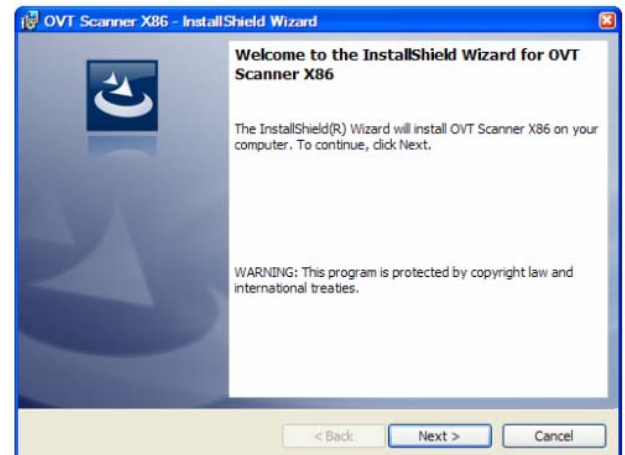 OVT Scanner X86 - InstallShield Wizard
Welcome to the InstallShield Wizard for OVT
Scanner X86
The InstallShield(R) Wizard will install OVT Scanner X86 on your
computer. To continue, click Next.
WARNING: This program is protected by copyright law and
international treaties.
< Back
Next >
Cancel